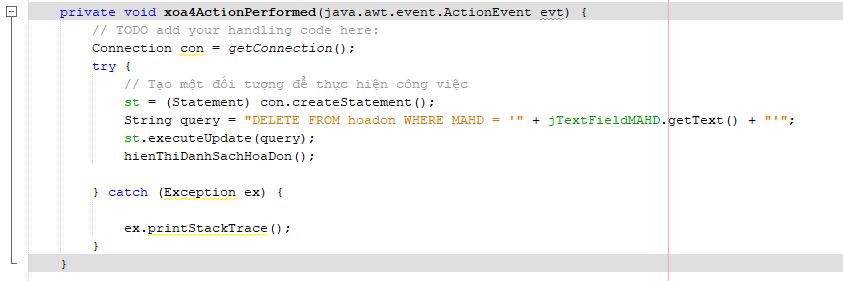 private void xoa4ActionPerformed(java.awt.event.ActionEvent evt) {
// TODO add your handling code here:
Connection con = getConnection();
try {
// Tạo một đối tượng để thực hiện công việc
st = (Statement) con.createStatement();
String query = "DELETE FROM hoadon WHERE MAHD = '" + jTextFieldMAHD.getText() + "'";
st.executeUpdate(query);
hienThiDanhSachHoaDon();
} catch (Exception ex) {
ex.printStackTrace();
}
}